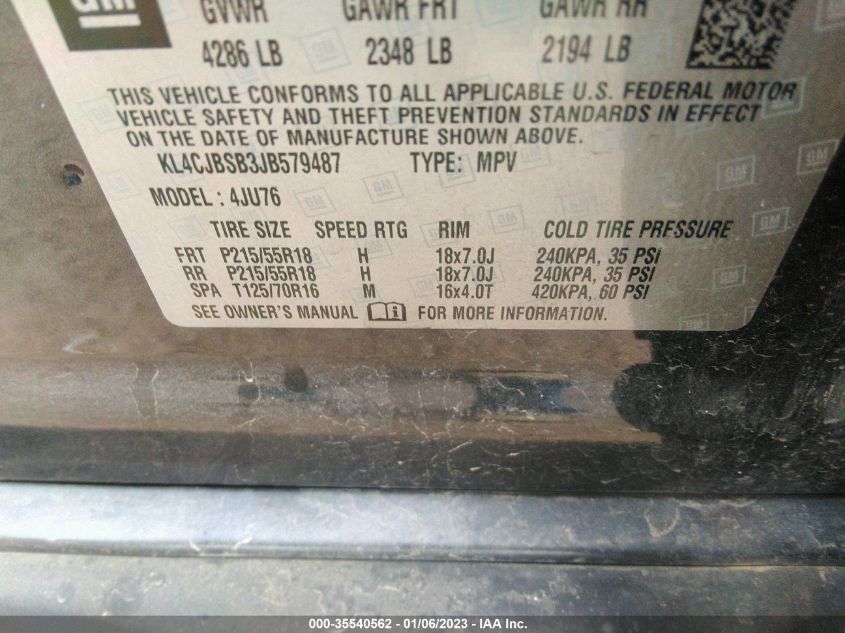 GM
GVWR GAWR FRT GAWR RR
4286 LB 2348 LB 2194 LB
THIS VEHICLE CONFORMS TO ALL APPLICABLE U.S. FEDERAL MOTOR
VEHICLE SAFETY AND THEFT PREVENTION STANDARDS IN EFFECT
ON THE DATE OF MANUFACTURE SHOWN ABOVE.
KL4CJBSB3JB579487 TYPE: MPV
MODEL : 4JU76
TIRE SIZE SPEED RTG RIM COLD TIRE PRESSURE
FRT P215/55R18 H 18x7.0J 240KPA, 35 PSI
RR P215/55R18 H 18x7.0J 240KPA, 35 PSI
SPA T125/70R16 M 16x4.0T 420KPA, 60 PSI
SEE OWNER'S MANUAL i FOR MORE INFORMATION.
000-35540562 - 01/06/2023 - IAA Inc.